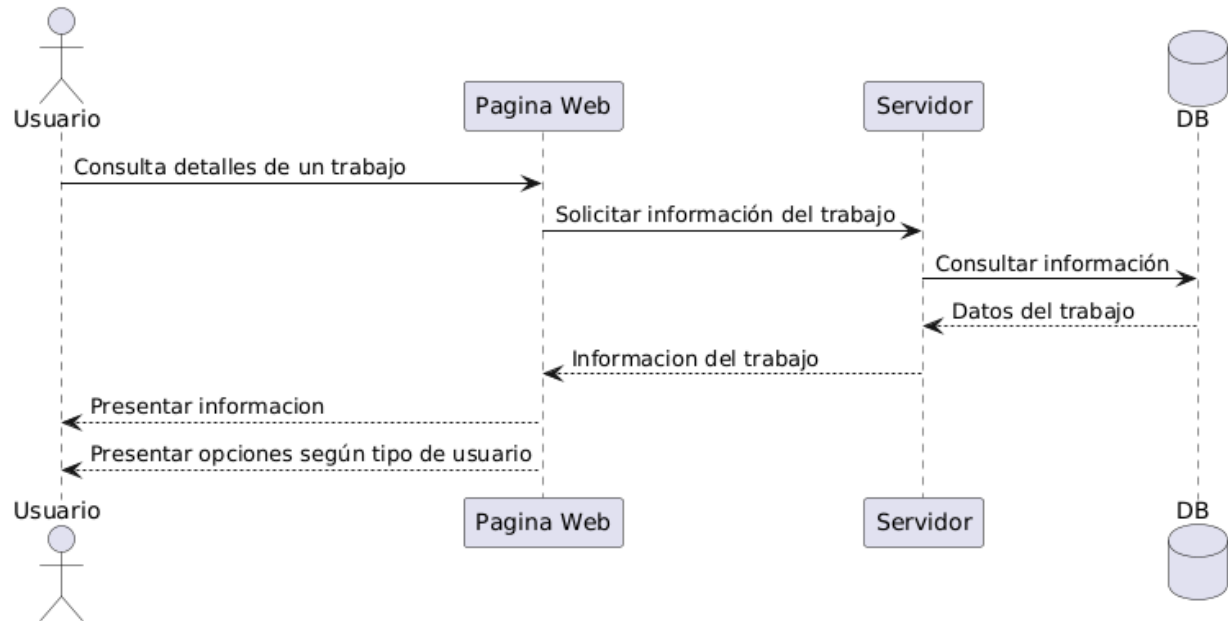 Usuario
Pagina Web
Servidor
DB
Consulta detalles de un trabajo
Solicitar información del trabajo
Consultar información
Datos del trabajo
Informacion del trabajo
Presentar informacion
Presentar opciones según tipo de usuario
Usuario
Pagina Web
Servidor
DB